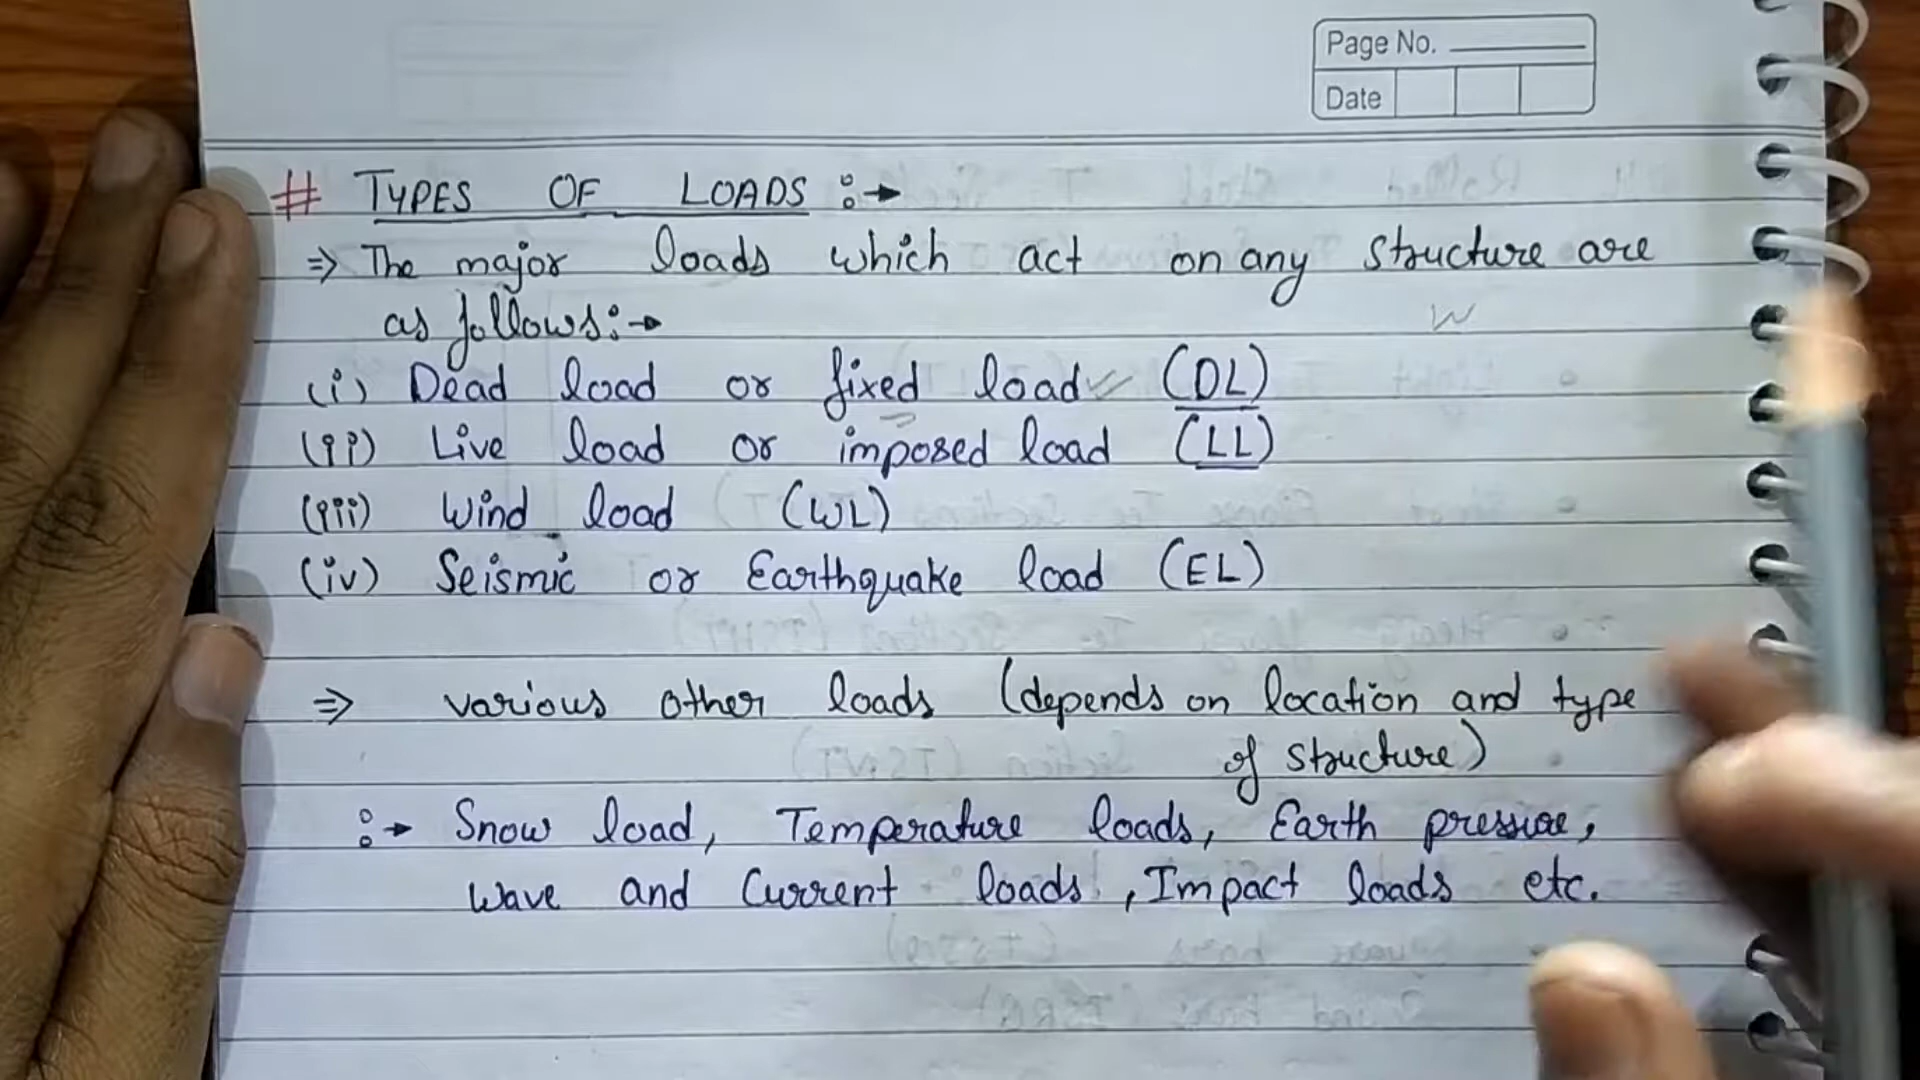 Page No.
Date
# TYPES OF LOADS :→
⇒ The major loads which act on any structure are
as follows:→
(i) Dead load or fixed load ✓ (DL)
(ii) Live load or imposed load (LL)
(iii) Wind load (WL)
(iv) Seismic or Earthquake load (EL)
⇒ various other loads (depends on location and type
of structure)
:→ Snow load, Temperature loads, Earth pressure,
Wave and Current loads, Impact loads etc.